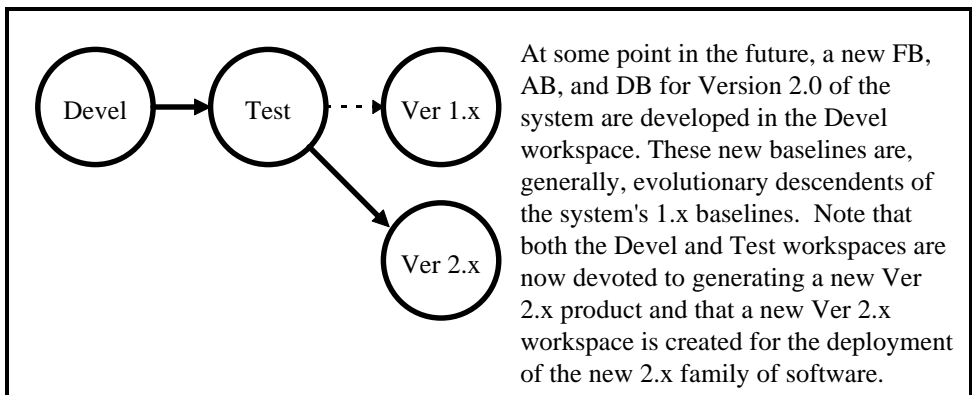 Devel
Test
Ver 1.x
Ver 2.x
At some point in the future, a new FB,
AB, and DB for Version 2.0 of the
system are developed in the Devel
workspace. These new baselines are,
generally, evolutionary descendents of
the system's 1.x baselines.  Note that
both the Devel and Test workspaces are
now devoted to generating a new Ver
2.x product and that a new Ver 2.x
workspace is created for the deployment
of the new 2.x family of software.